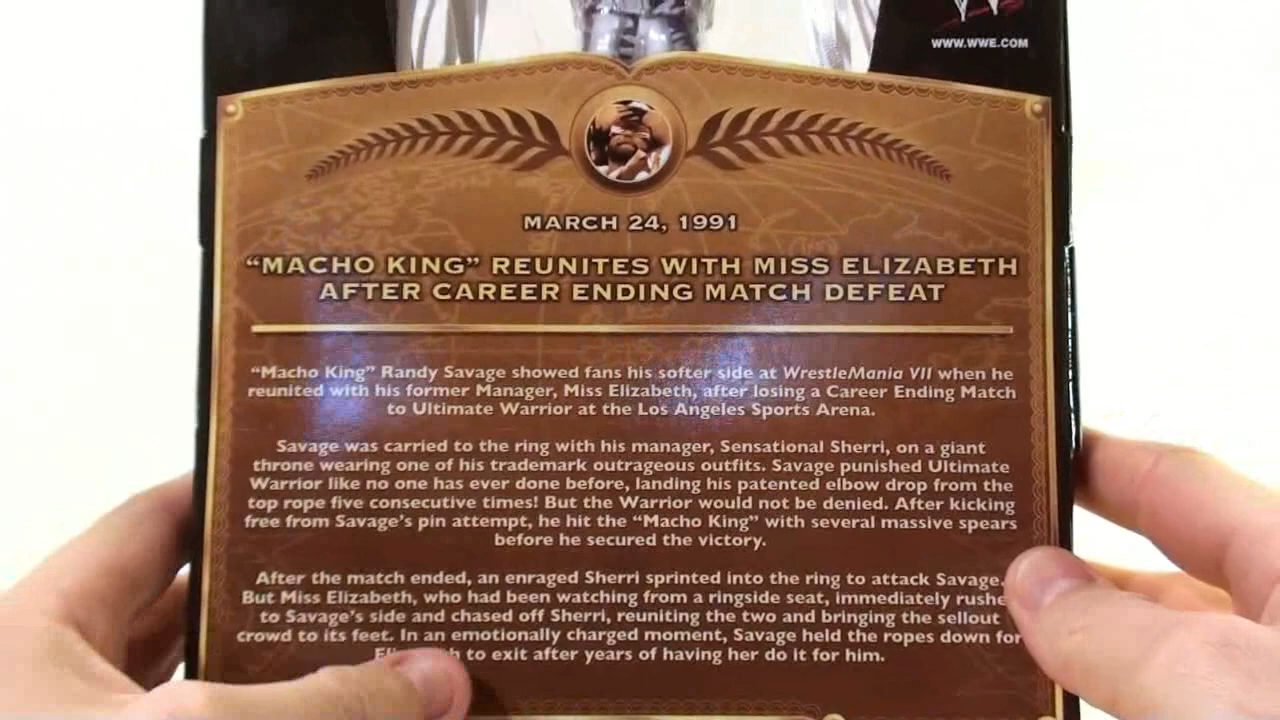 WWW.WWE.COM
MARCH 24, 1991
"MACHO KING" REUNITES WITH MISS ELIZABETH
AFTER CAREER ENDING MATCH DEFEAT
"Macho King" Randy Savage showed fans his softer side at WrestleMania VII when he
reunited with his former Manager, Miss Elizabeth, after losing a Career Ending Match
to Ultimate Warrior at the Los Angeles Sports Arena.
Savage was carried to the ring with his manager, Sensational Sherri, on a giant
throne wearing one of his trademark outrageous outfits. Savage punished Ultimate
Warrior like no one has ever done before, landing his patented elbow drop from the
top rope five consecutive times! But the Warrior would not be denied. After kicking
free from Savage's pin attempt, he hit the "Macho King" with several massive spears
before he secured the victory.
After the match ended, an enraged Sherri sprinted into the ring to attack Savage.
But Miss Elizabeth, who had been watching from a ringside seat, immediately rushe
to Savage's side and chased off Sherri, reuniting the two and bringing the sellout
crowd to its feet. In an emotionally charged moment, Savage held the ropes down for
to exit after years of having her do it for him.